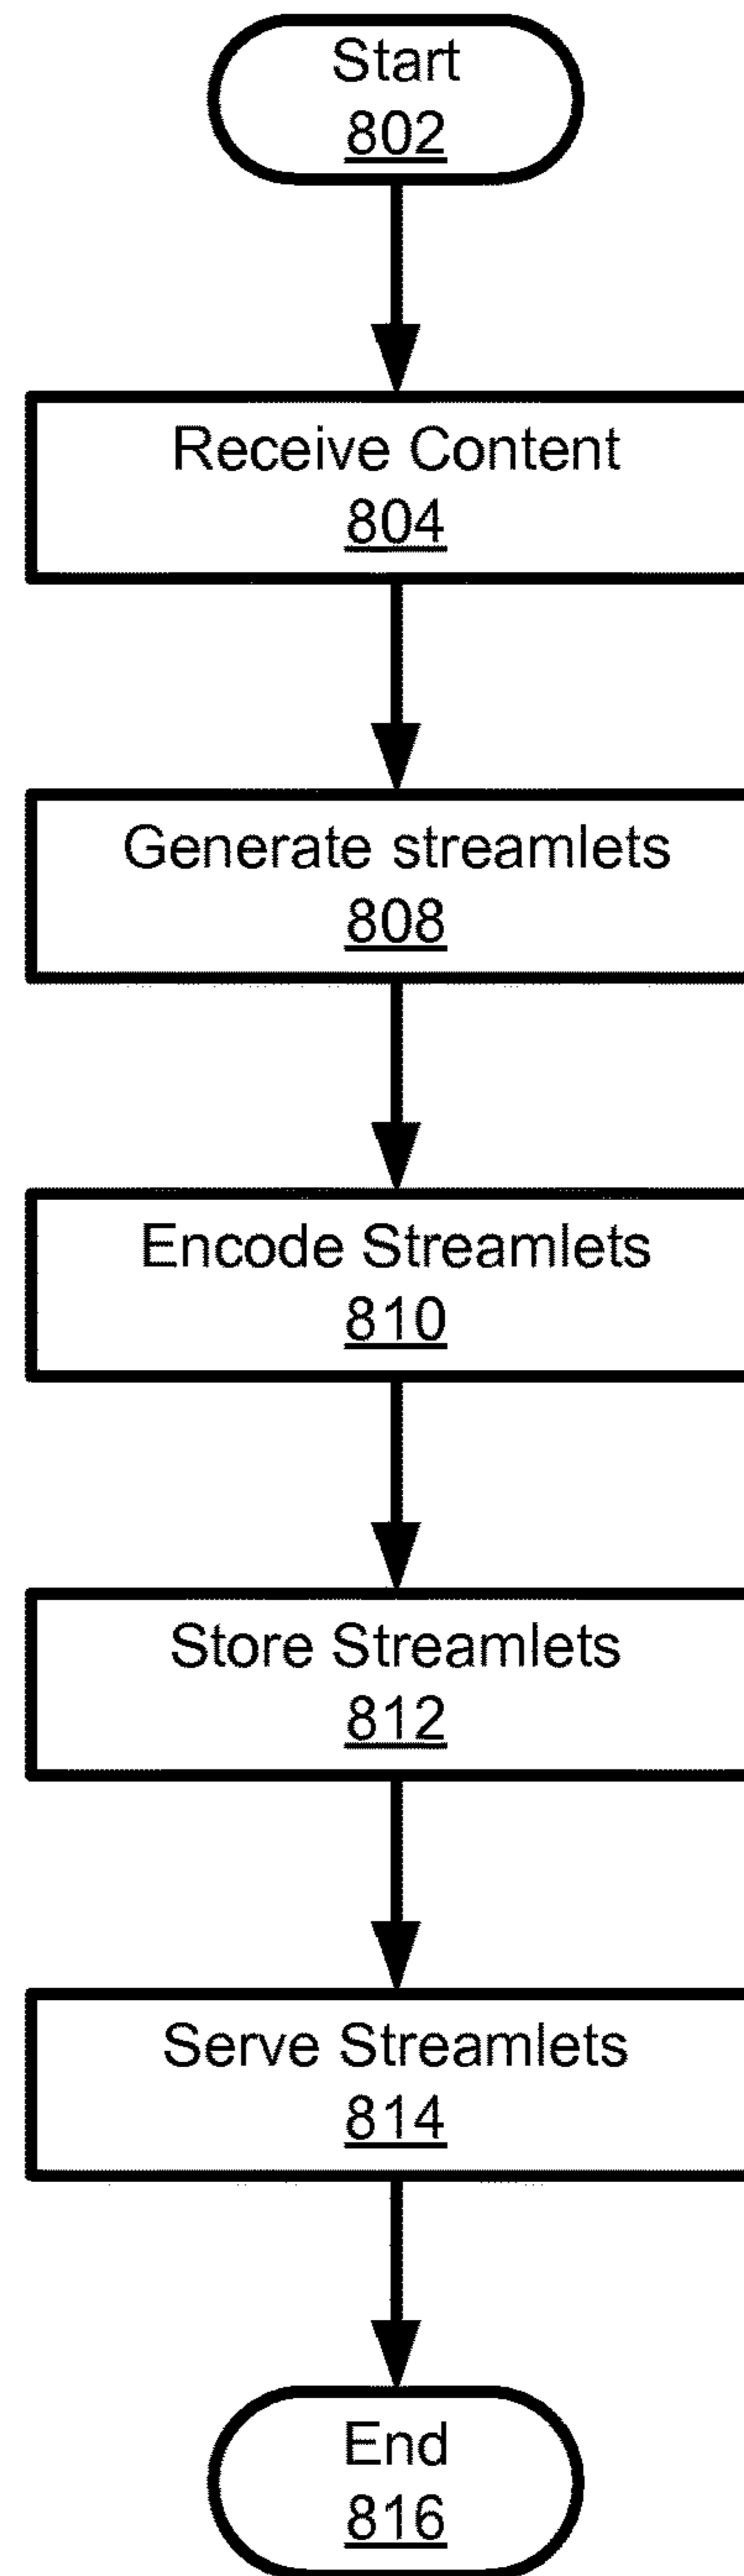 Start
802
Receive Content
804
Generate streamlets
808
Encode Streamlets
810
Store Streamlets
812
Serve Streamlets
814
End
816